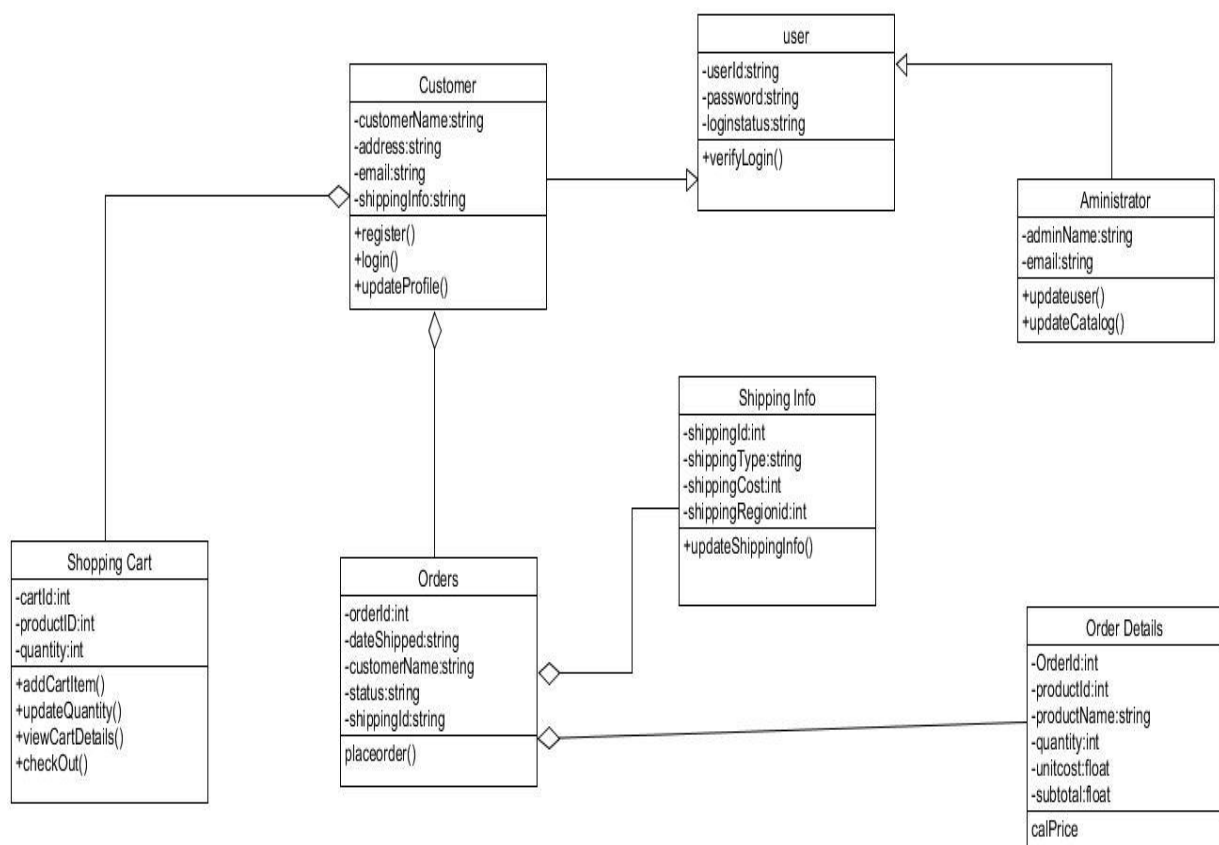 user
-userId:string
-password:string
-loginstatus:string
+verifyLogin()
Customer
-customerName:string
-address:string
-email:string
-shippingInfo:string
+register()
+login()
+updateProfile()
Aministrator
-adminName:string
-email:string
+updateuser()
+updateCatalog()
Shipping Info
-shippingId:int
-shippingType:string
-shippingCost:int
-shippingRegionid:int
+updateShippingInfo()
Shopping Cart
-cartId:int
-productID:int
-quantity:int
+addCartItem()
+updateQuantity()
+viewCartDetails()
+checkOut()
Orders
-orderId:int
-dateShipped:string
-customerName:string
-status:string
-shippingId:string
placeorder()
Order Details
-OrderId:int
-productId:int
-productName:string
-quantity:int
-unitcost:float
-subtotal:float
calPrice